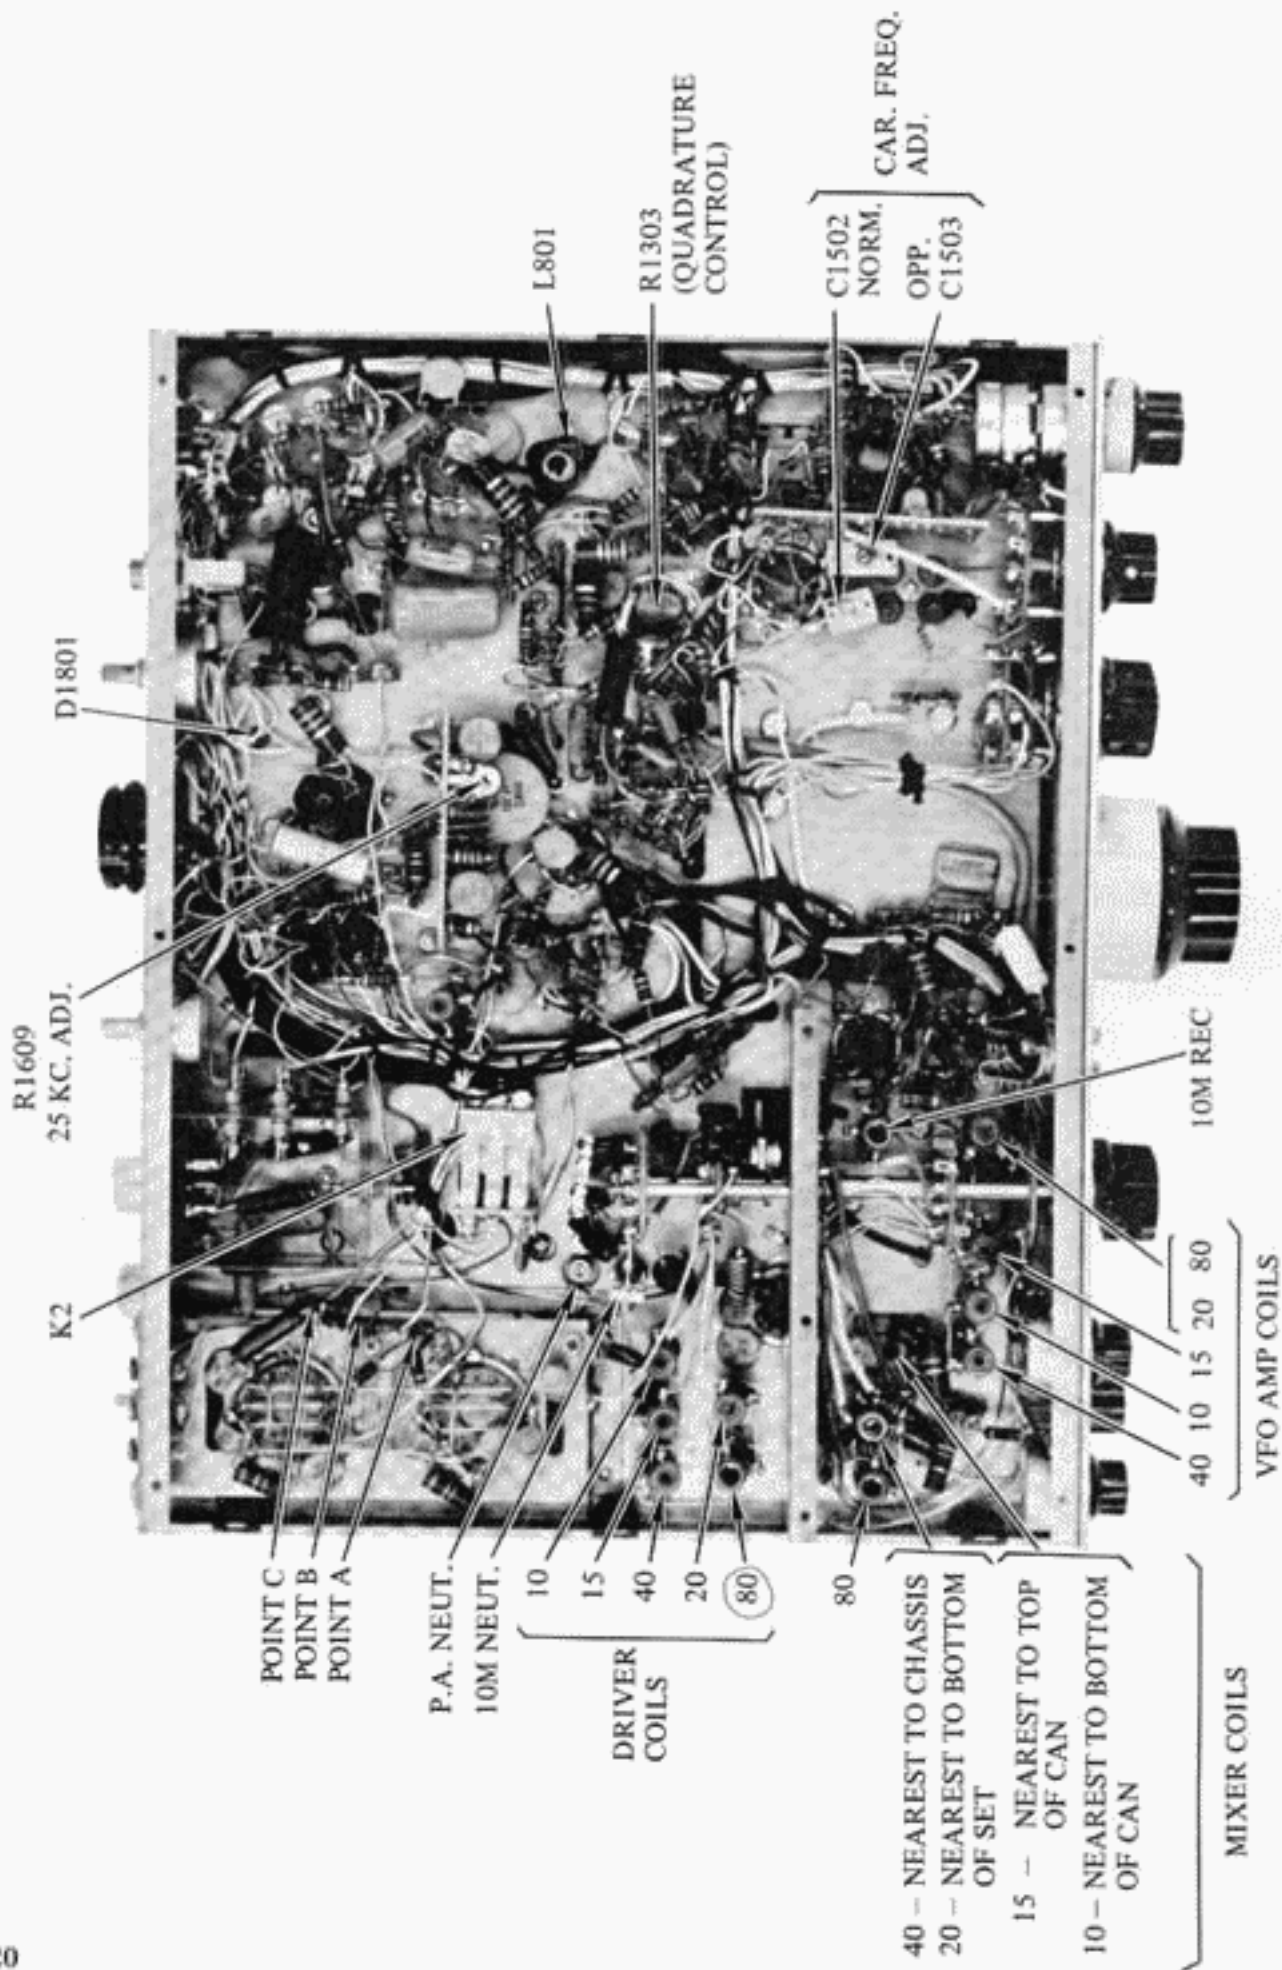 R1609
25 KC. ADJ.
D1801
K2
L801
R1303
(QUADRATURE
CONTROL)
C1502
NORM.
OPP.
C1503
CAR. FREQ.
ADJ.
POINT C
POINT B
POINT A
P.A. NEUT.
10M NEUT.
10
15
40
20
80
DRIVER
COILS
80
40 – NEAREST TO CHASSIS
20 – NEAREST TO BOTTOM
OF SET
15 – NEAREST TO TOP
OF CAN
10 – NEAREST TO BOTTOM
OF CAN
MIXER COILS
40 10 15 20 80
VFO AMP COILS
10M REC
20